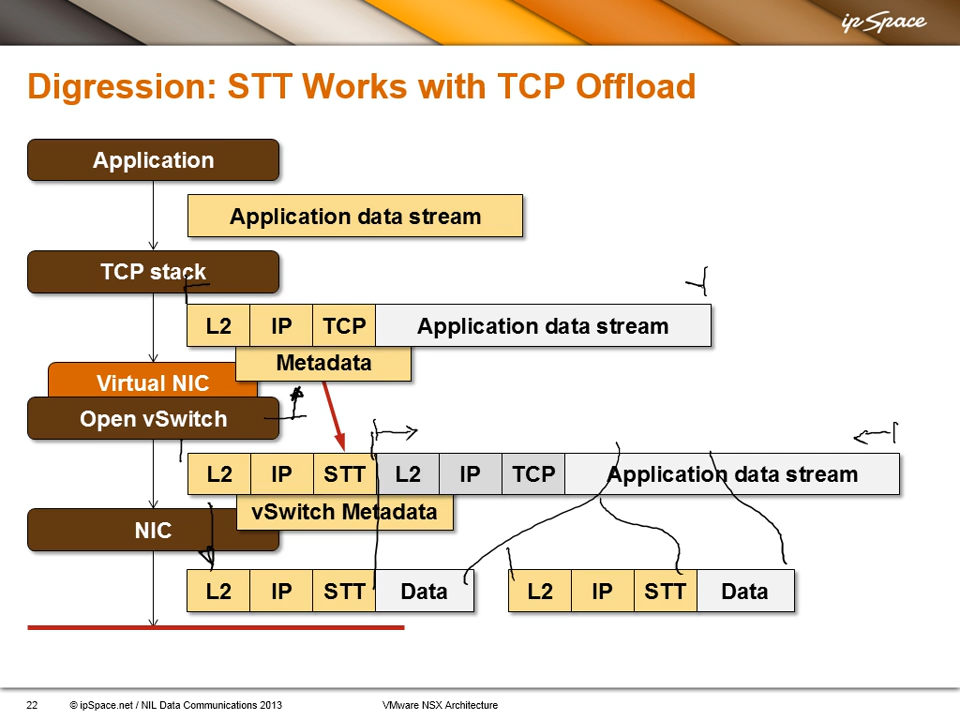 ip Space
Digression: STT Works with TCP Offload
Application
Application data stream
TCP stack
L2 IP TCP Application data stream
Metadata
Virtual NIC
Open vSwitch
L2 IP STT L2 IP TCP Application data stream
vSwitch Metadata
NIC
L2 IP STT Data L2 IP STT Data
22 © ipSpace.net / NIL Data Communications 2013 VMware NSX Architecture